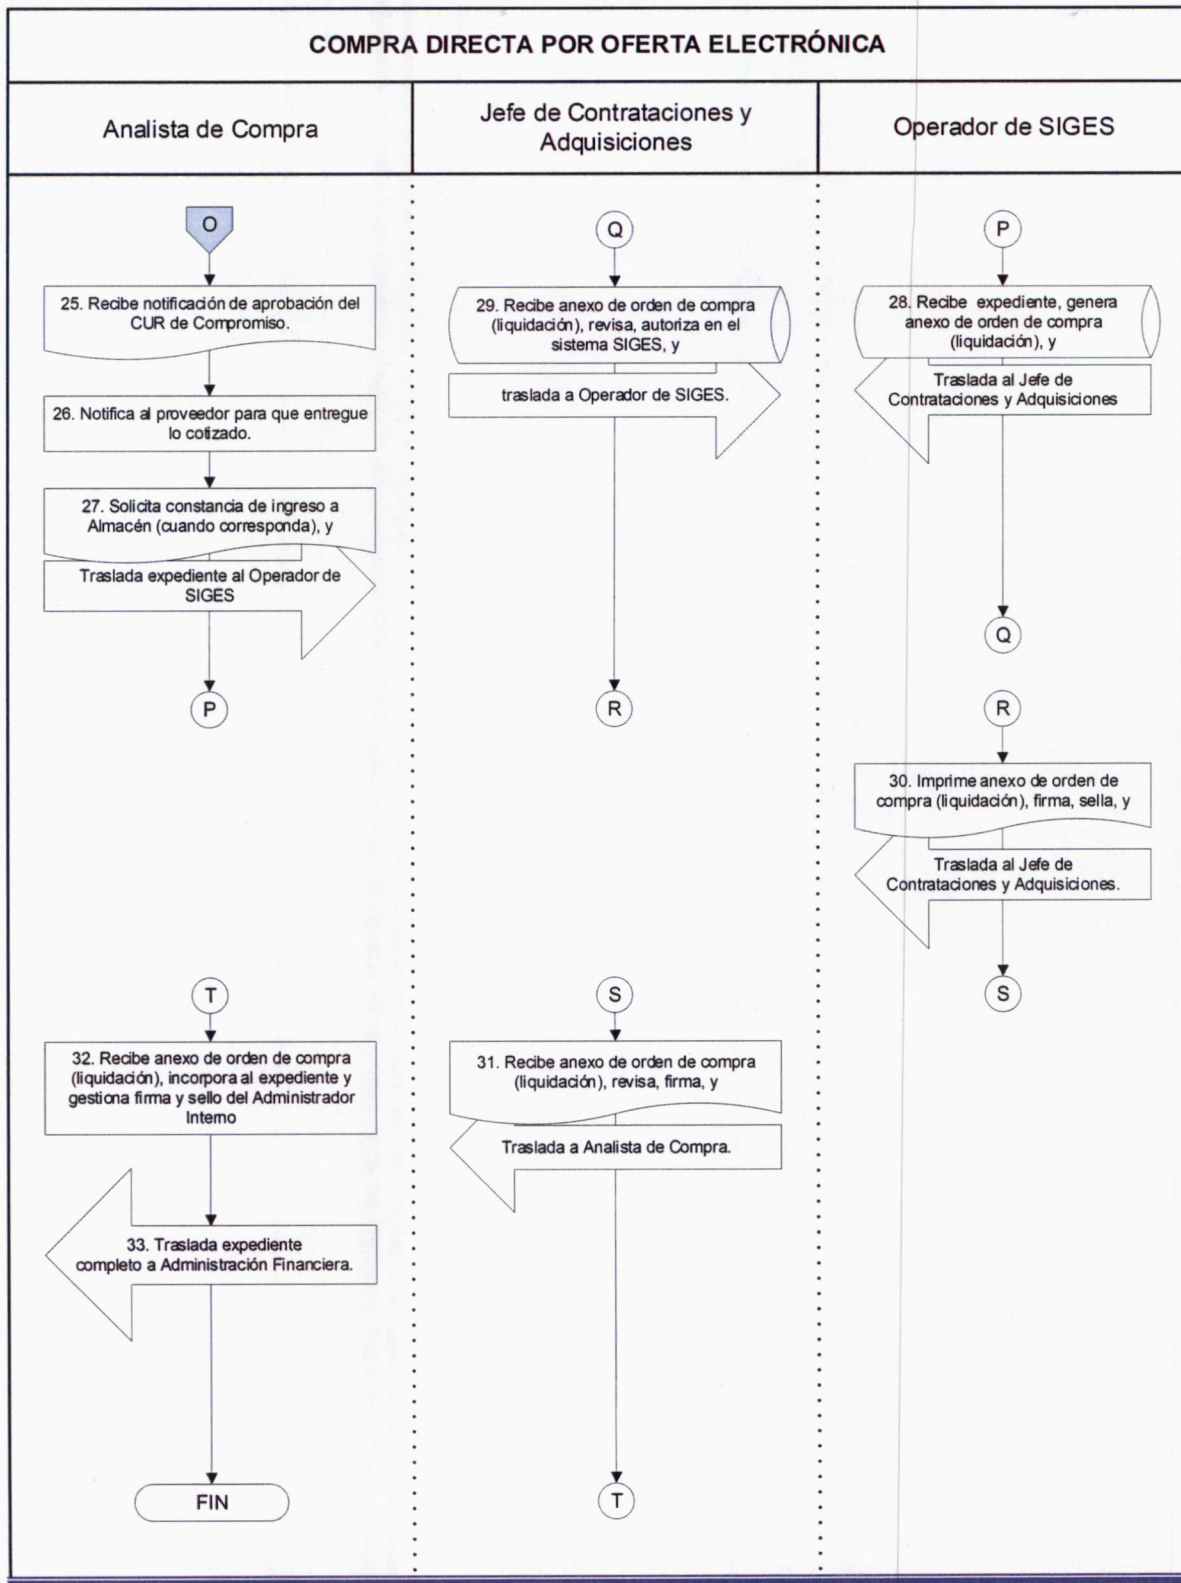 COMPRA DIRECTA POR OFERTA ELECTRÓNICA
Analista de Compra
Jefe de Contrataciones y
Adquisiciones
Operador de SIGES
O
25. Recibe notificación de aprobación del
CUR de Compromiso.
26. Notifica al proveedor para que entregue
lo cotizado.
27. Solicita constancia de ingreso a
Almacén (cuando corresponda), y
Traslada expediente al Operador de
SIGES
P
Q
29. Recibe anexo de orden de compra
(liquidación), revisa, autoriza en el
sistema SIGES, y
traslada a Operador de SIGES.
R
P
28. Recibe expediente, genera
anexo de orden de compra
(liquidación), y
Traslada al Jefe de
Contrataciones y Adquisiciones
Q
R
30. Imprime anexo de orden de
compra (liquidación), firma, sella, y
Traslada al Jefe de
Contrataciones y Adquisiciones.
S
T
32. Recibe anexo de orden de compra
(liquidación), incorpora al expediente y
gestiona firma y sello del Administrador
Interno
33. Traslada expediente
completo a Administración Financiera.
FIN
S
31. Recibe anexo de orden de compra
(liquidación), revisa, firma, y
Traslada a Analista de Compra.
T